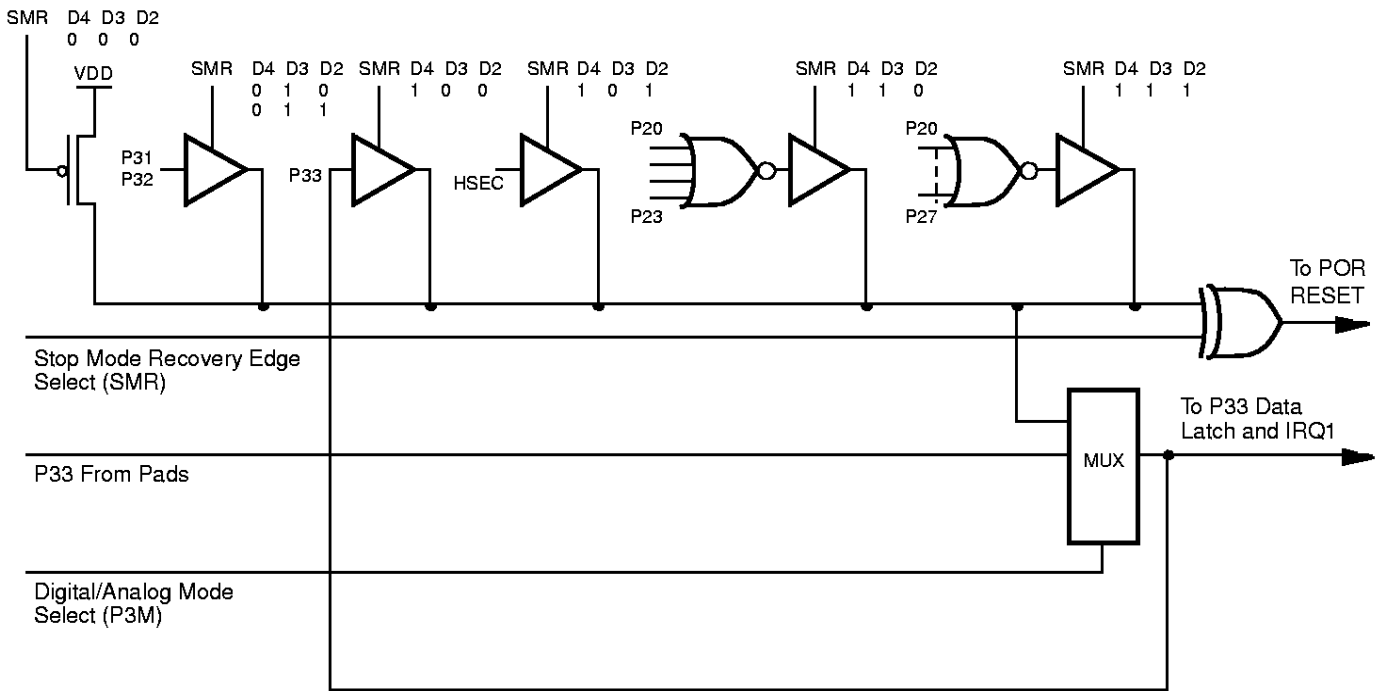 SMR D4 D3 D2
0 0 0
VDD
SMR D4 D3 D2
0 1 0
0 1 1
SMR D4 D3 D2
1 0 0
SMR D4 D3 D2
1 0 1
SMR D4 D3 D2
1 1 0
SMR D4 D3 D2
1 1 1
P31
P32
P33
HSEC
P20
P23
P20
P27
To POR
RESET
Stop Mode Recovery Edge
Select (SMR)
To P33 Data
Latch and IRQ1
MUX
P33 From Pads
Digital/Analog Mode
Select (P3M)